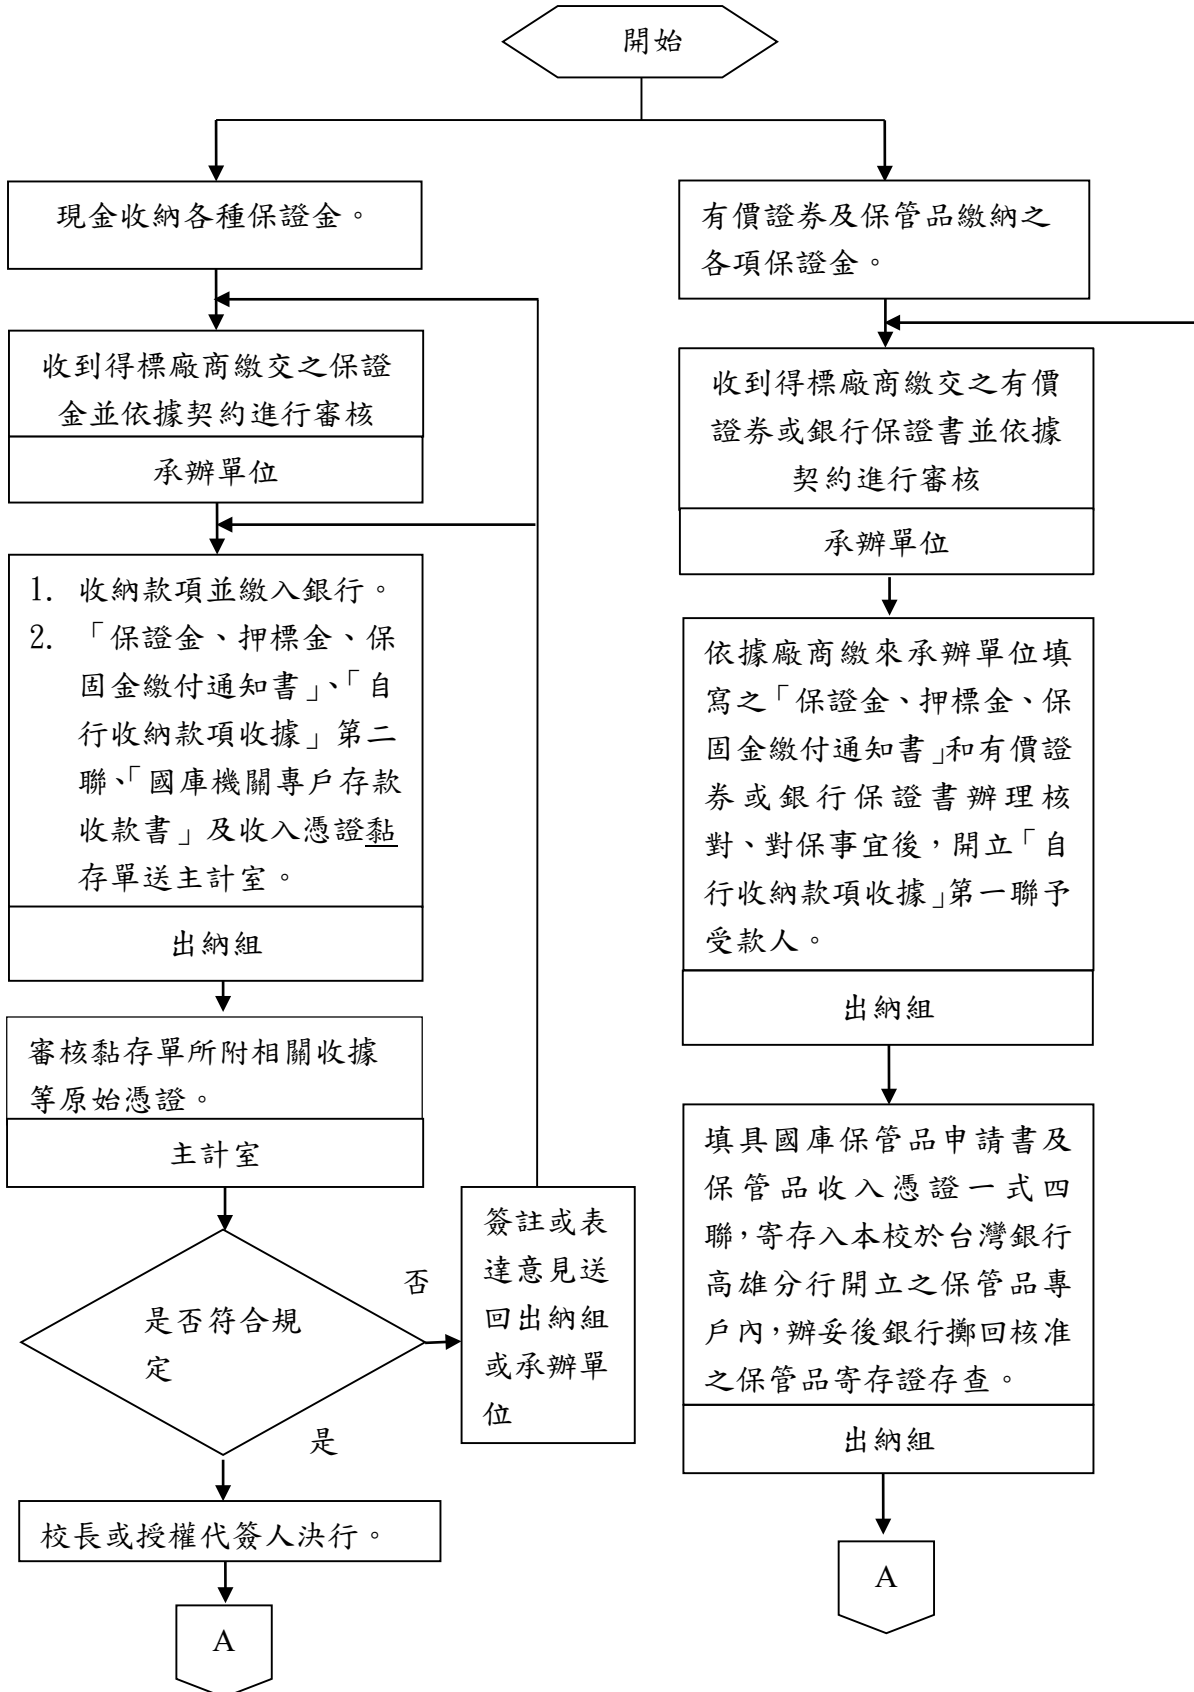 開始
現金收納各種保證金。
收到得標廠商繳交之保證
金並依據契約進行審核
承辦單位
1. 收納款項並繳入銀行。
2. 「保證金、押標金、保
固金繳付通知書」、「自
行收納款項收據」第二
聯、「國庫機關專戶存款
收款書」及收入憑證黏
存單送主計室。
出納組
審核黏存單所附相關收據
等原始憑證。
主計室
是否符合規
定
否
是
簽註或表
達意見送
回出納組
或承辦單
位
校長或授權代簽人決行。
A
有價證券及保管品繳納之
各項保證金。
收到得標廠商繳交之有價
證券或銀行保證書並依據
契約進行審核
承辦單位
依據廠商繳來承辦單位填
寫之「保證金、押標金、保
固金繳付通知書」和有價證
券或銀行保證書辦理核
對、對保事宜後，開立「自
行收納款項收據」第一聯予
受款人。
出納組
填具國庫保管品申請書及
保管品收入憑證一式四
聯，寄存入本校於台灣銀行
高雄分行開立之保管品專
戶內，辦妥後銀行擲回核准
之保管品寄存證存查。
出納組
A